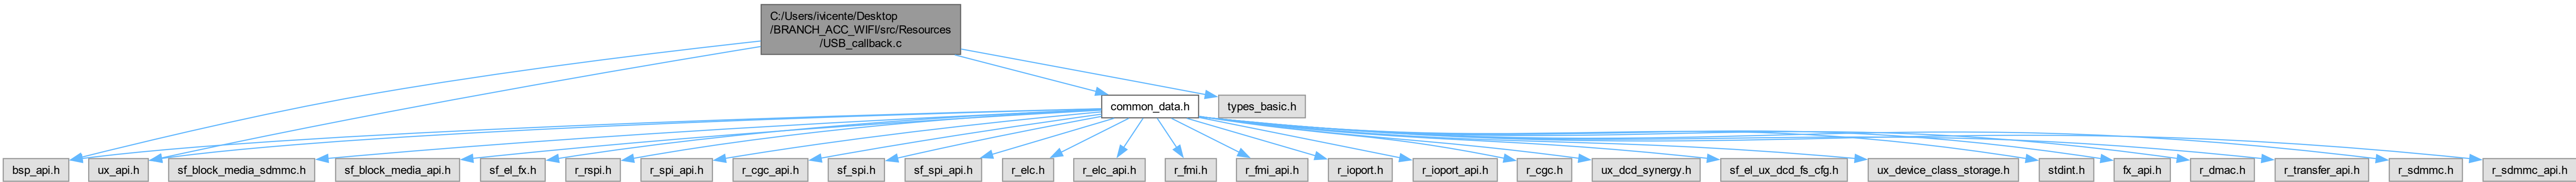 C:/Users/ivicente/Desktop
/BRANCH_ACC_WIFI/src/Resources
/USB_callback.c
common_data.h
types_basic.h
bsp_api.h
ux_api.h
sf_block_media_sdmmc.h
sf_block_media_api.h
sf_el_fx.h
r_rspi.h
r_spi_api.h
r_cgc_api.h
sf_spi.h
sf_spi_api.h
r_elc.h
r_elc_api.h
r_fmi.h
r_fmi_api.h
r_ioport.h
r_ioport_api.h
r_cgc.h
ux_dcd_synergy.h
sf_el_ux_dcd_fs_cfg.h
ux_device_class_storage.h
stdint.h
fx_api.h
r_dmac.h
r_transfer_api.h
r_sdmmc.h
r_sdmmc_api.h